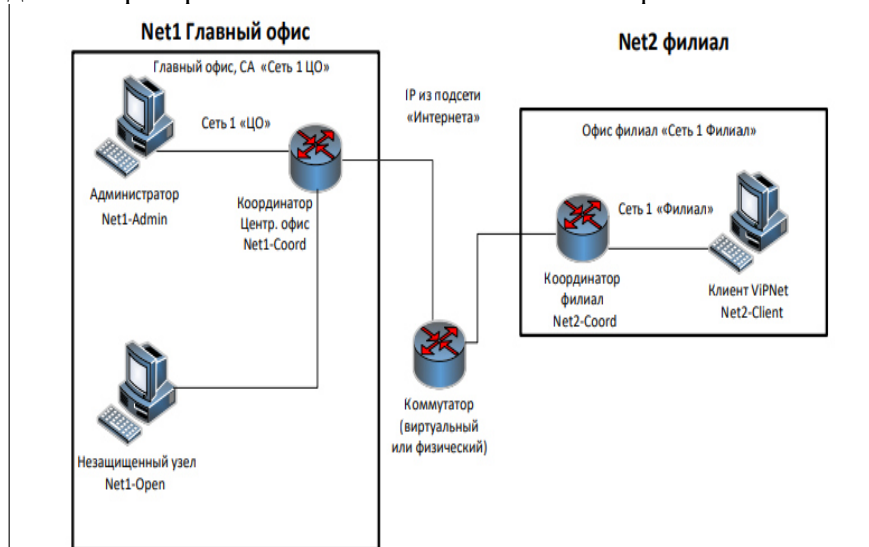 Net1 Главный офис
Net2 филиал
Главный офис, СА «Сеть 1 ЦО»
Сеть 1 «ЦО»
Администратор
Net1-Admin
Координатор
Центр. офис
Net1-Coord
Незащищенный узел
Net1-Open
IP из подсети
«Интернета»
Коммутатор
(виртуальный
или физический)
Офис филиал «Сеть 1 Филиал»
Сеть 1 «Филиал»
Координатор
филиал
Net2-Coord
Клиент ViPNet
Net2-Client